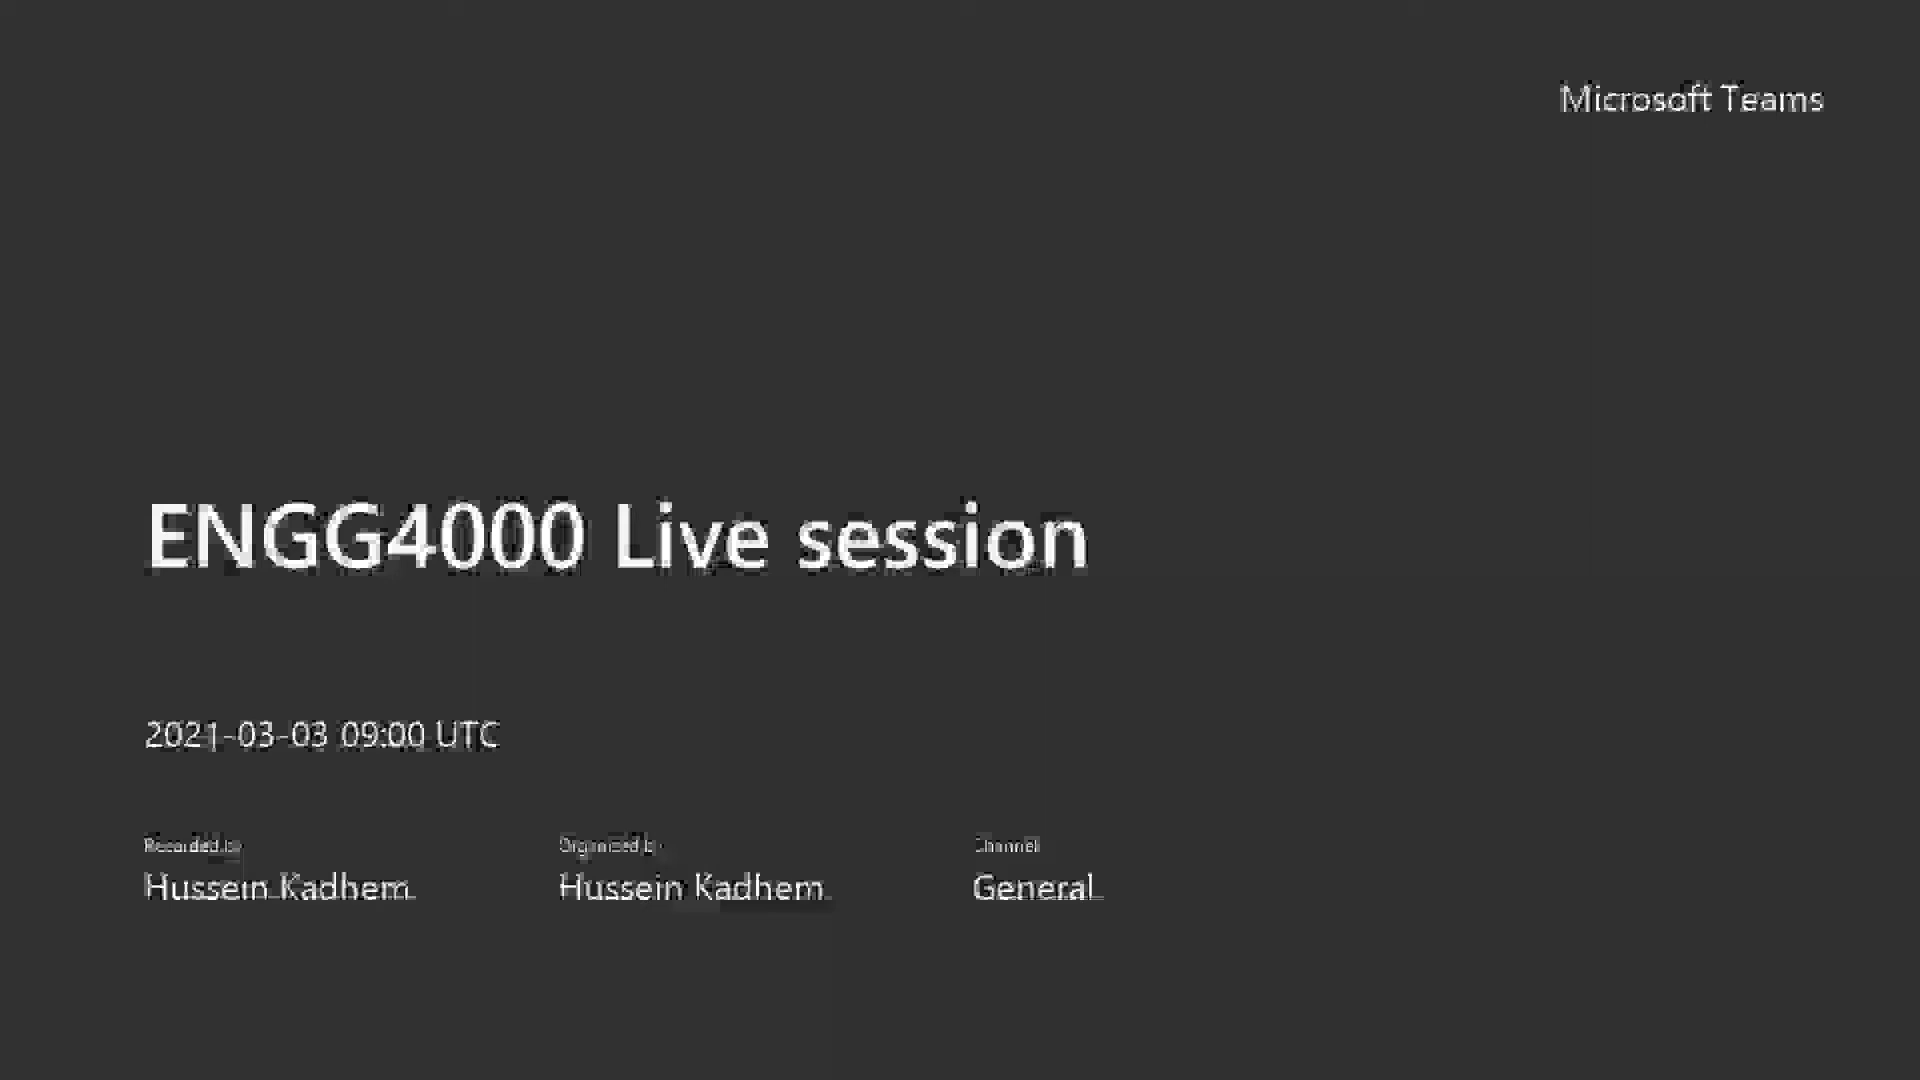 Microsoft Teams
ENGG4000 Live session
2021-03-03 09:00 UTC
Recorded by
Organized by
Channel
Hussein Kadhem
Hussein Kadhem
General